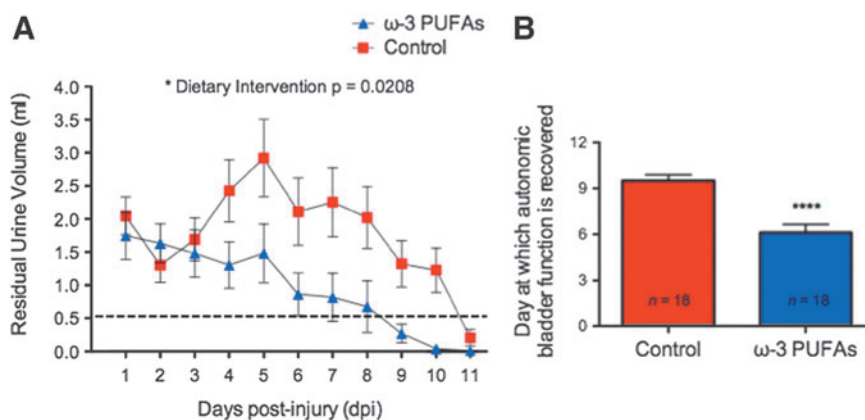 A
ω-3 PUFAs
Control
* Dietary Intervention p = 0.0208
Residual Urine Volume (ml)
4.0
3.5
3.0
2.5
2.0
1.5
1.0
0.5
0.0
1 2 3 4 5 6 7 8 9 10 11
Days post-injury (dpi)
B
Day at which autonomic
bladder function is recovered
12
9
6
3
0
****
n = 18
n = 18
Control
ω-3 PUFAs